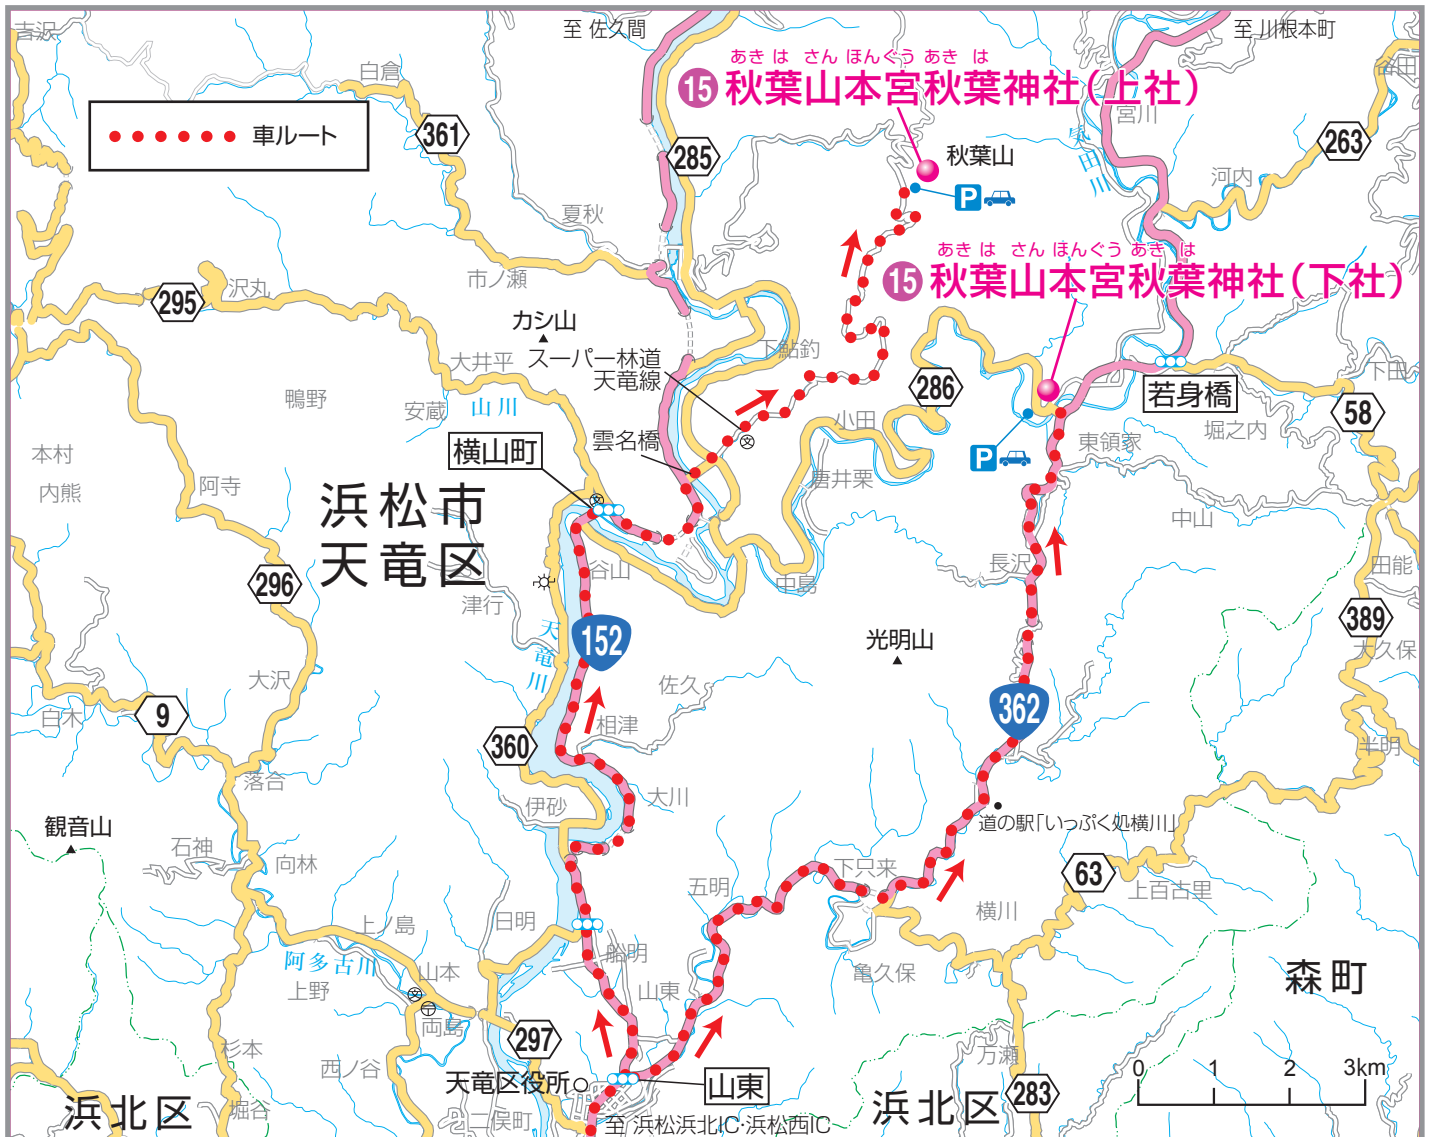 吉沢
至 佐久間
至 川根本町
あき は さん ほんぐう あき は
15 秋葉山本宮秋葉神社(上社)
白倉
谷田
車ルート
361
285
宮川
気田川
263
秋葉山
P
河内
夏秋
あき は さん ほんぐう あき は
15 秋葉山本宮秋葉神社(下社)
市ノ瀬
295
沢丸
カシ山
大井平
スーパー林道
天竜線
下鮎釣
286
若身橋
下田
58
鴨野
安蔵
山川
小田
堀之内
本村
内熊
横山町
雲名橋
P
東領家
阿寺
唐井栗
浜松市
天竜区
中山
296
谷山
中島
長沢
田能
津行
天竜川
152
光明山
389
大久保
大沢
佐久
362
白木
9
360
相津
半明
落合
伊砂
大川
道の駅「いっぷく処横川」
観音山
石神
向林
五明
下只来
63
上百古里
上ノ島
日明
横川
阿多古川
上野
山本
船明
山東
亀久保
森町
両島
297
杉本
西ノ谷
万瀬
0 1 2 3km
天竜区役所
山東
283
浜北区
堀谷
二俣町
至 浜松浜北IC・浜松西IC
浜北区